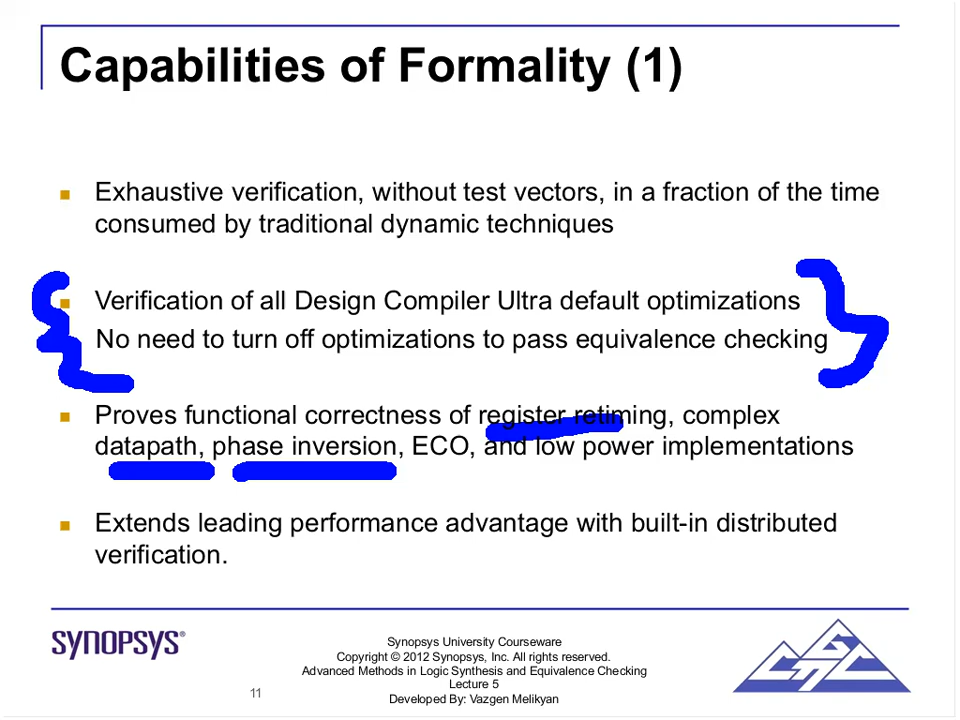 Capabilities of Formality (1)
Exhaustive verification, without test vectors, in a fraction of the time
consumed by traditional dynamic techniques
Verification of all Design Compiler Ultra default optimizations
No need to turn off optimizations to pass equivalence checking
Proves functional correctness of register retiming, complex
datapath, phase inversion, ECO, and low power implementations
Extends leading performance advantage with built-in distributed
verification.
SYNOPSYS®
Synopsys University Courseware
Copyright © 2012 Synopsys, Inc. All rights reserved.
Advanced Methods in Logic Synthesis and Equivalence Checking
Lecture 5
Developed By: Vazgen Melikyan
11